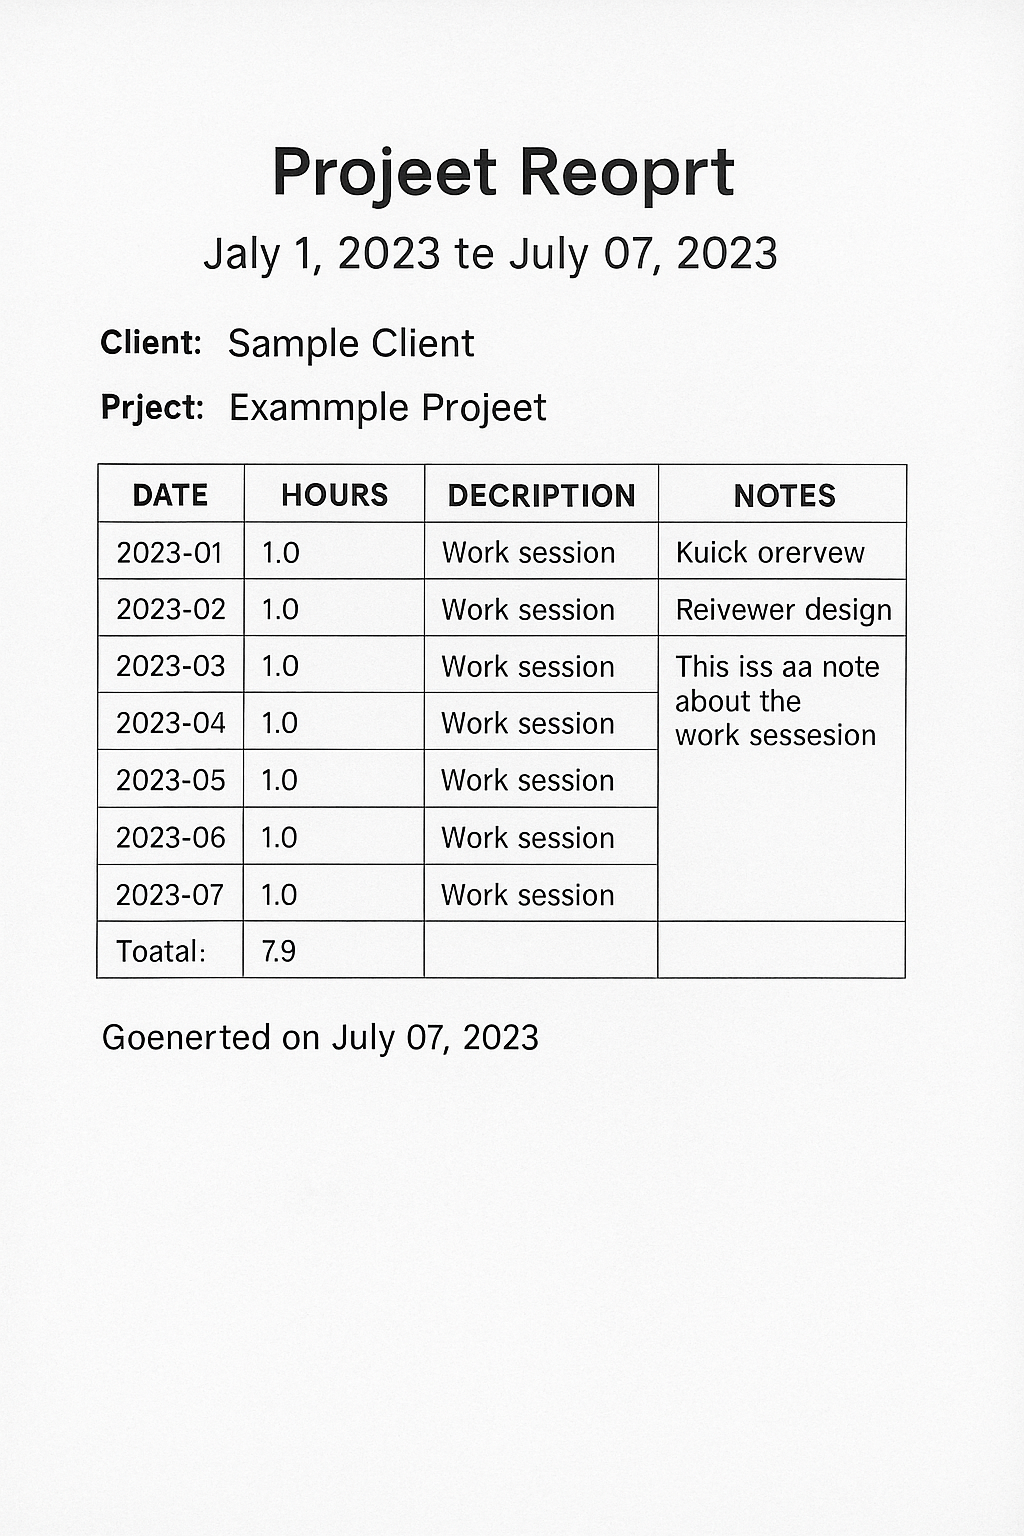 Projeet Reoprt
Jaly 1, 2023 te July 07, 2023
Client: Sample Client
Prject: Exammple Projeet
DATE HOURS DECRIPTION NOTES
2023-01 1.0 Work session Kuick orervew
2023-02 1.0 Work session Reivewer design
2023-03 1.0 Work session This iss aa note
about the
2023-04 1.0 Work session work sessesion
2023-05 1.0 Work session
2023-06 1.0 Work session
2023-07 1.0 Work session
Toatal: 7.9
Goenerted on July 07, 2023